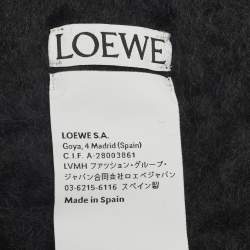 LOEWE
LOEWE S.A.
Goya, 4 Madrid (Spain)
C.I.F. A-28003861
LVMH ファッション・グルーブ・
ジャパン合同会社ロエベジャパン
03-6215-6116 スペイン製
Made in Spain